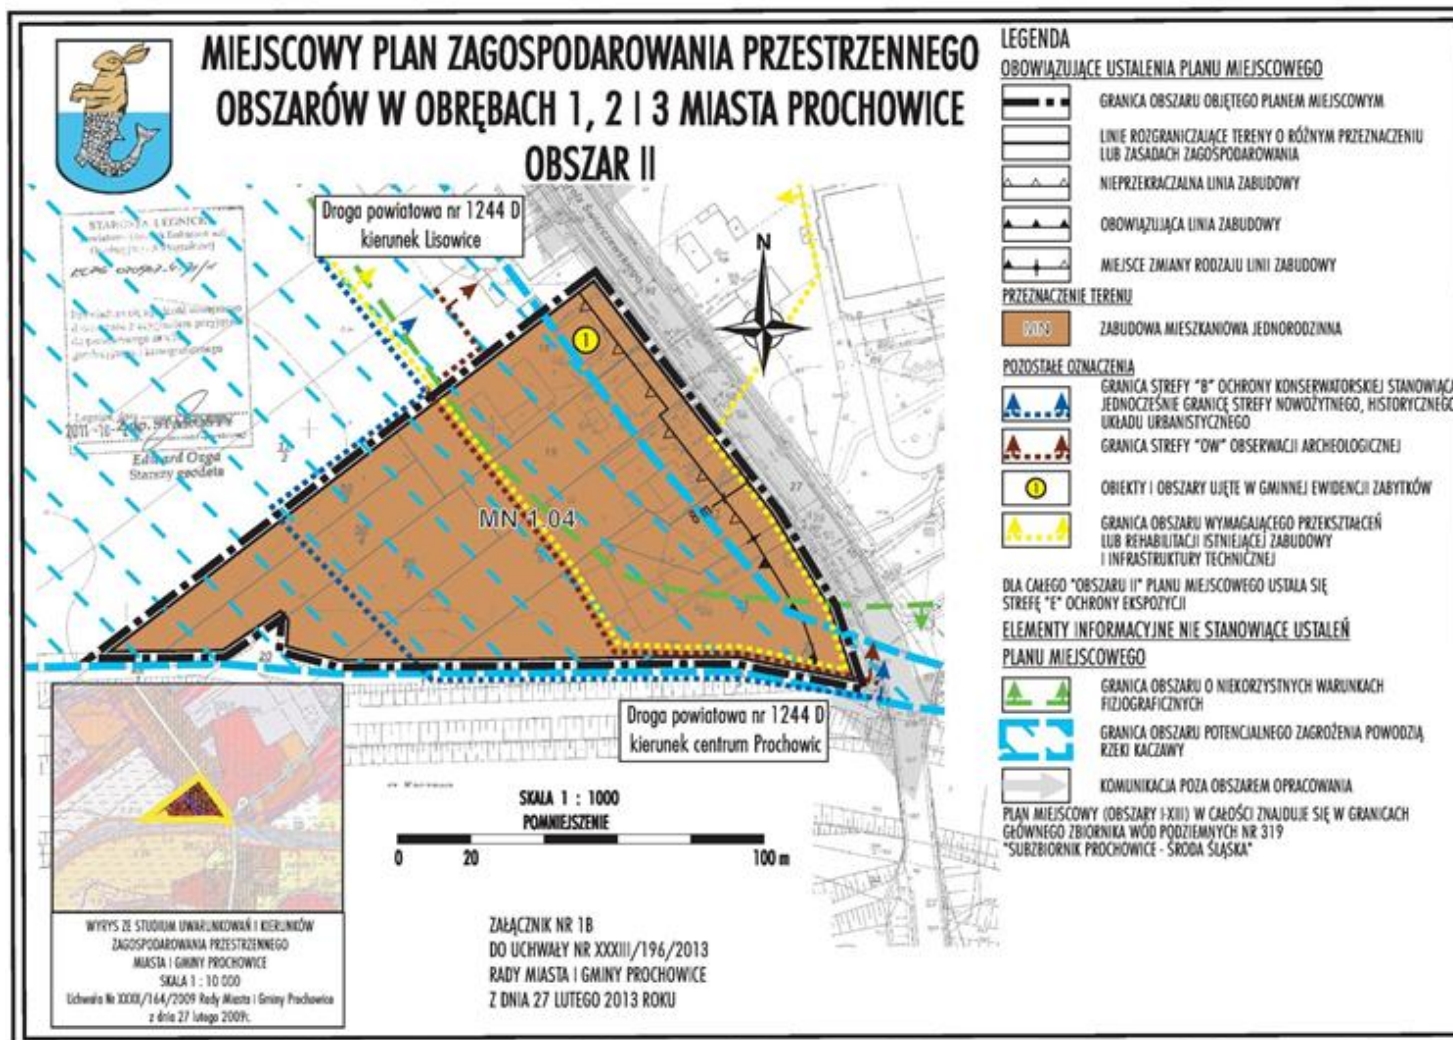 MIEJSCOWY PLAN ZAGOSPODAROWANIA PRZESTRZENNEGO
OBSZARÓW W OBRĘBACH 1, 2 I 3 MIASTA PROCHOWICE
OBSZAR II
STAROSTA LEGNICKI
Edward Ozga
Starszy geodeta
Droga powiatowa nr 1244 D
kierunek Lisowice
N
1
MN 1.04
27
20
Droga powiatowa nr 1244 D
kierunek centrum Prochowic
SKALA 1 : 1000
POMNIEJSZENIE
0 20 100 m
WYRYS ZE STUDIUM UWARUNKOWAŃ I KIERUNKÓW
ZAGOSPODAROWANIA PRZESTRZENNEGO
MIASTA I GMINY PROCHOWICE
SKALA 1 : 10 000
Uchwała Nr XXXII/164/2009 Rady Miasta i Gminy Prochowice
z dnia 27 lutego 2009r.
ZAŁĄCZNIK NR 1B
DO UCHWAŁY NR XXXIII/196/2013
RADY MIASTA I GMINY PROCHOWICE
Z DNIA 27 LUTEGO 2013 ROKU
LEGENDA
OBOWIĄZUJĄCE USTALENIA PLANU MIEJSCOWEGO
GRANICA OBSZARU OBJĘTEGO PLANEM MIEJSCOWYM
LINIE ROZGRANICZAJĄCE TERENY O RÓŻNYM PRZEZNACZENIU
LUB ZASADACH ZAGOSPODAROWANIA
NIEPRZEKRACZALNA LINIA ZABUDOWY
OBOWIĄZUJĄCA LINIA ZABUDOWY
MIEJSCE ZMIANY RODZAJU LINII ZABUDOWY
PRZEZNACZENIE TERENU
MN ZABUDOWA MIESZKANIOWA JEDNORODZINNA
POZOSTAŁE OZNACZENIA
GRANICA STREFY "B" OCHRONY KONSERWATORSKIEJ STANOWIĄCA
JEDNOCZEŚNIE GRANICĘ STREFY NOWOŻYTNEGO, HISTORYCZNEGO
UKŁADU URBANISTYCZNEGO
GRANICA STREFY "OW" OBSERWACJI ARCHEOLOGICZNEJ
1 OBIEKTY I OBSZARY UJĘTE W GMINNEJ EWIDENCJI ZABYTKÓW
GRANICA OBSZARU WYMAGAJĄCEGO PRZEKSZTAŁCEŃ
LUB REHABILITACJI ISTNIEJĄCEJ ZABUDOWY
I INFRASTRUKTURY TECHNICZNEJ
DLA CAŁEGO "OBSZARU II" PLANU MIEJSCOWEGO USTALA SIĘ
STREFĘ "E" OCHRONY EKSPOZYCJI
ELEMENTY INFORMACYJNE NIE STANOWIĄCE USTALEŃ
PLANU MIEJSCOWEGO
GRANICA OBSZARU O NIEKORZYSTNYCH WARUNKACH
FIZJOGRAFICZNYCH
GRANICA OBSZARU POTENCJALNEGO ZAGROŻENIA POWODZIĄ
RZEKI KACZAWY
KOMUNIKACJA POZA OBSZAREM OPRACOWANIA
PLAN MIEJSCOWY (OBSZARY I-XIII) W CAŁOŚCI ZNAJDUJE SIĘ W GRANICACH
GŁÓWNEGO ZBIORNIKA WÓD PODZIEMNYCH NR 319
"SUBZBIORNIK PROCHOWICE - ŚRODA ŚLĄSKA"